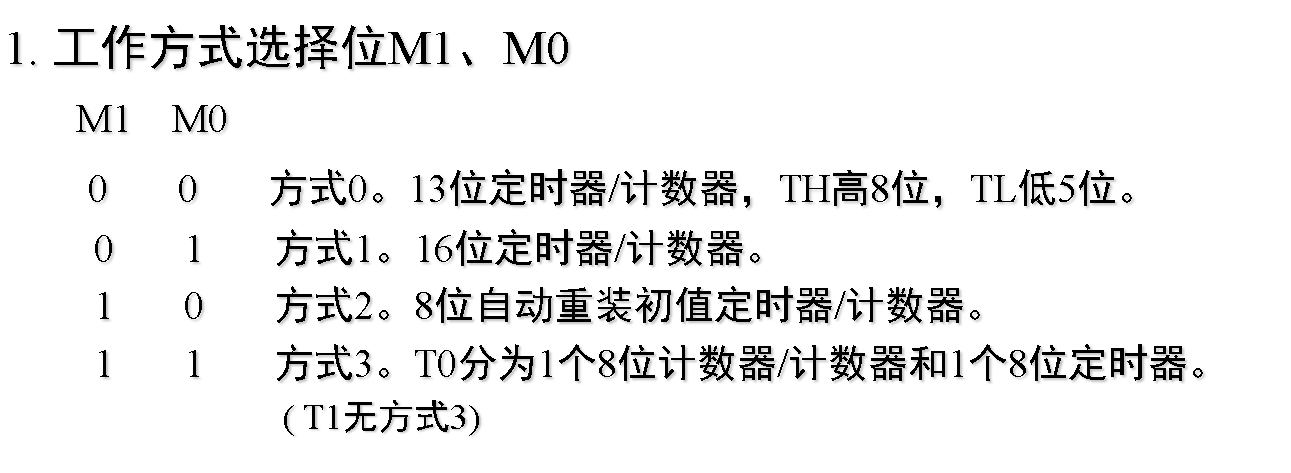 1. 工作方式选择位M1、M0
M1 M0
0 0 方式0。13位定时器/计数器，TH高8位，TL低5位。
0 1 方式1。16位定时器/计数器。
1 0 方式2。8位自动重装初值定时器/计数器。
1 1 方式3。T0分为1个8位计数器/计数器和1个8位定时器。
( T1无方式3)